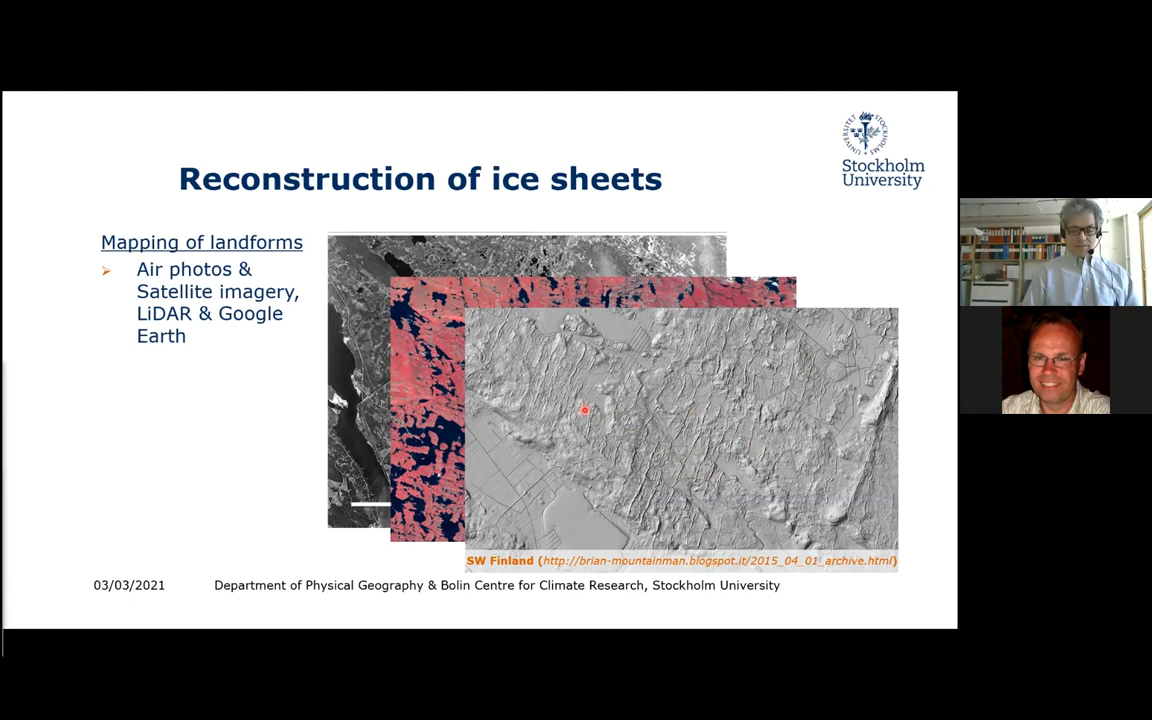 Stockholm
University
Reconstruction of ice sheets
Mapping of landforms
Air photos &
Satellite imagery,
LiDAR & Google
Earth
SW Finland (http://brian-mountainman.blogspot.it/2015_04_01_archive.html)
03/03/2021 Department of Physical Geography & Bolin Centre for Climate Research, Stockholm University